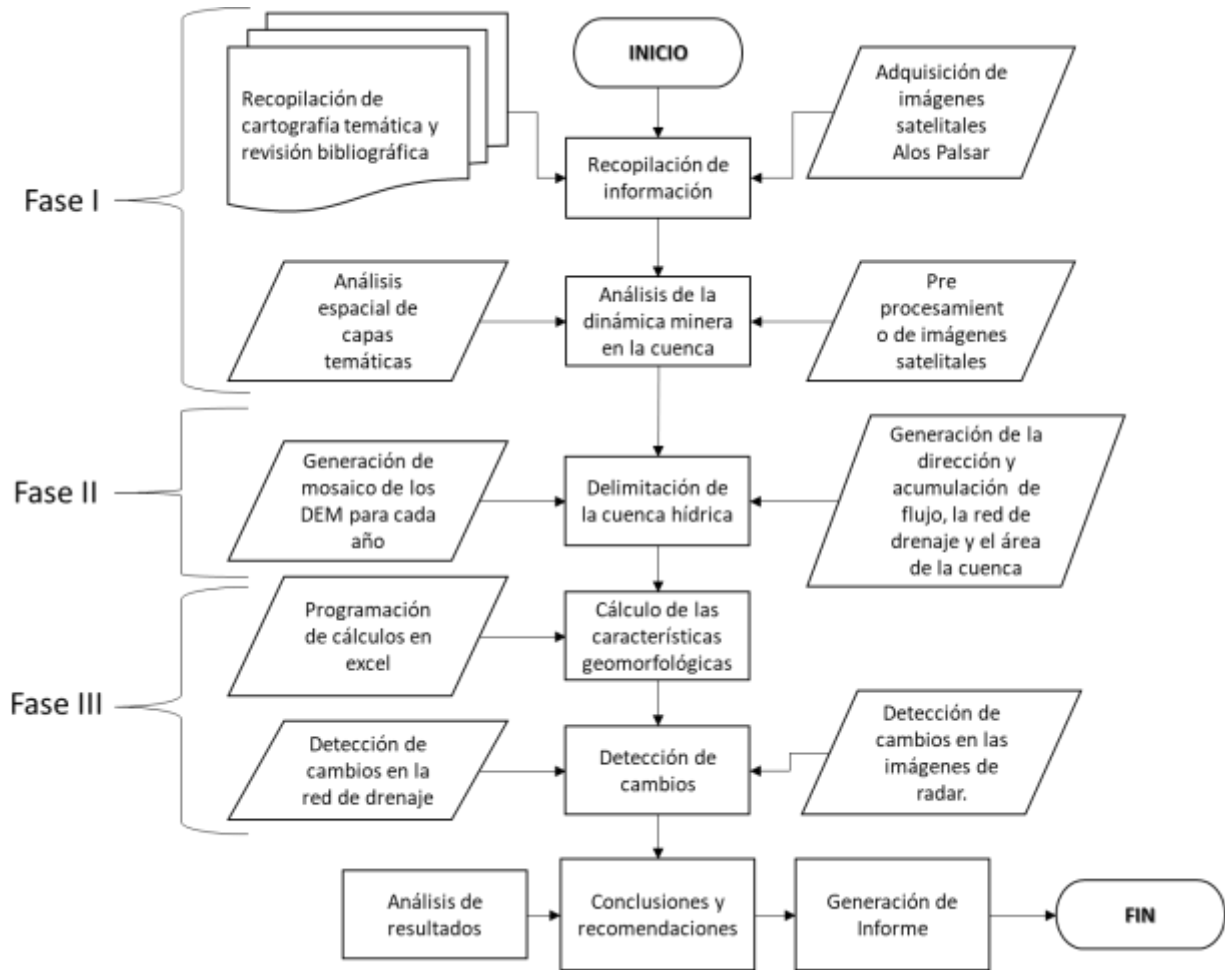 INICIO
Recopilación de
cartografía temática y
revisión bibliográfica
Adquisición de
imágenes
satelitales
Alos Palsar
Recopilación de
información
Fase I
Análisis
espacial de
capas
temáticas
Análisis de la
dinámica minera
en la cuenca
Pre
procesamient
o de imágenes
satelitales
Fase II
Generación de
mosaico de los
DEM para cada
año
Delimitación de
la cuenca hídrica
Generación de la
dirección y
acumulación de
flujo, la red de
drenaje y el área
de la cuenca
Fase III
Programación
de cálculos en
excel
Cálculo de las
características
geomorfológicas
Detección de
cambios en la
red de drenaje
Detección de
cambios
Detección de
cambios en las
imágenes de
radar.
Análisis de
resultados
Conclusiones y
recomendaciones
Generación de
Informe
FIN